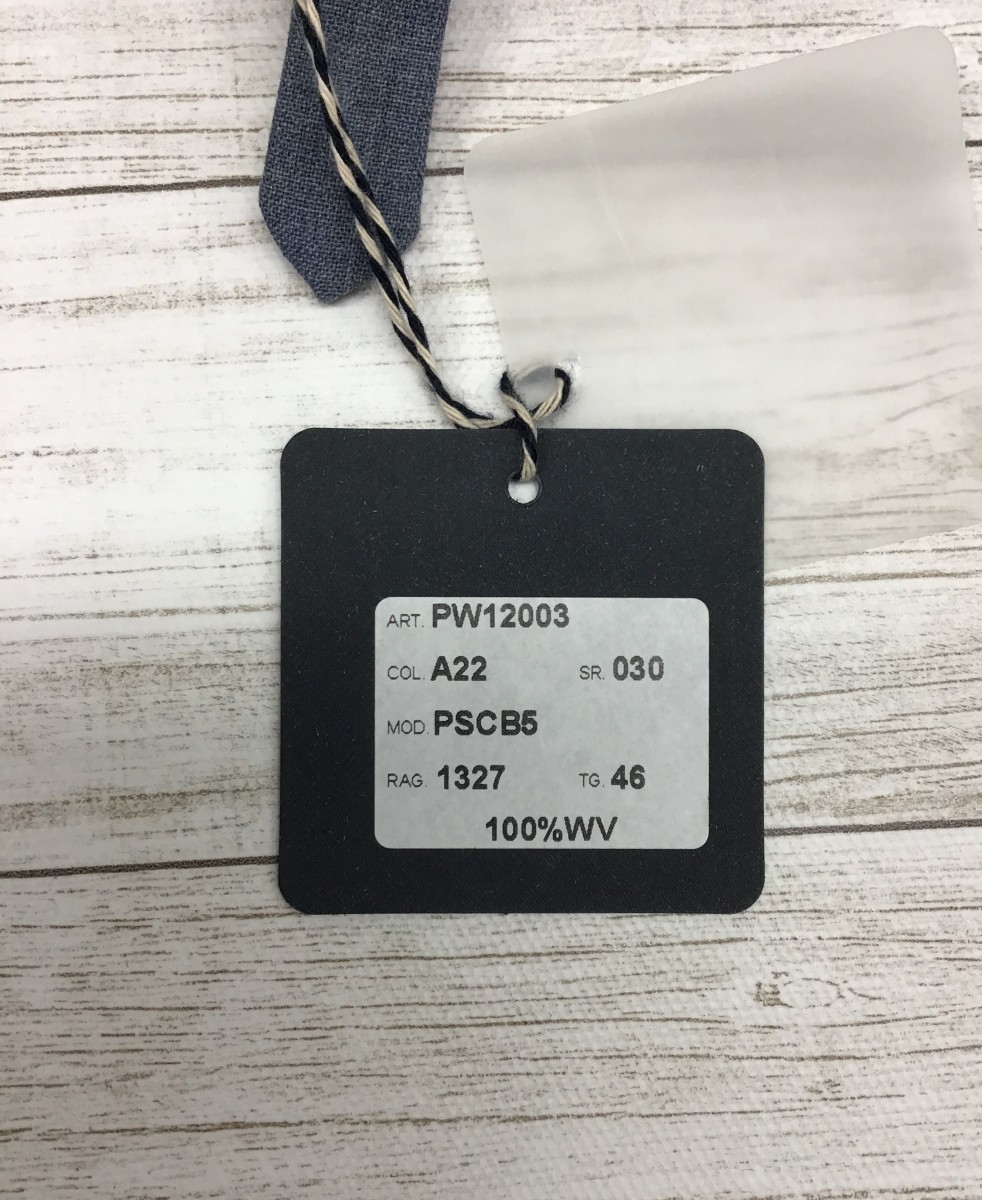 ART. PW12003
COL. A22 SR. 030
MOD. PSCB5
RAG. 1327 TG. 46
100%WV